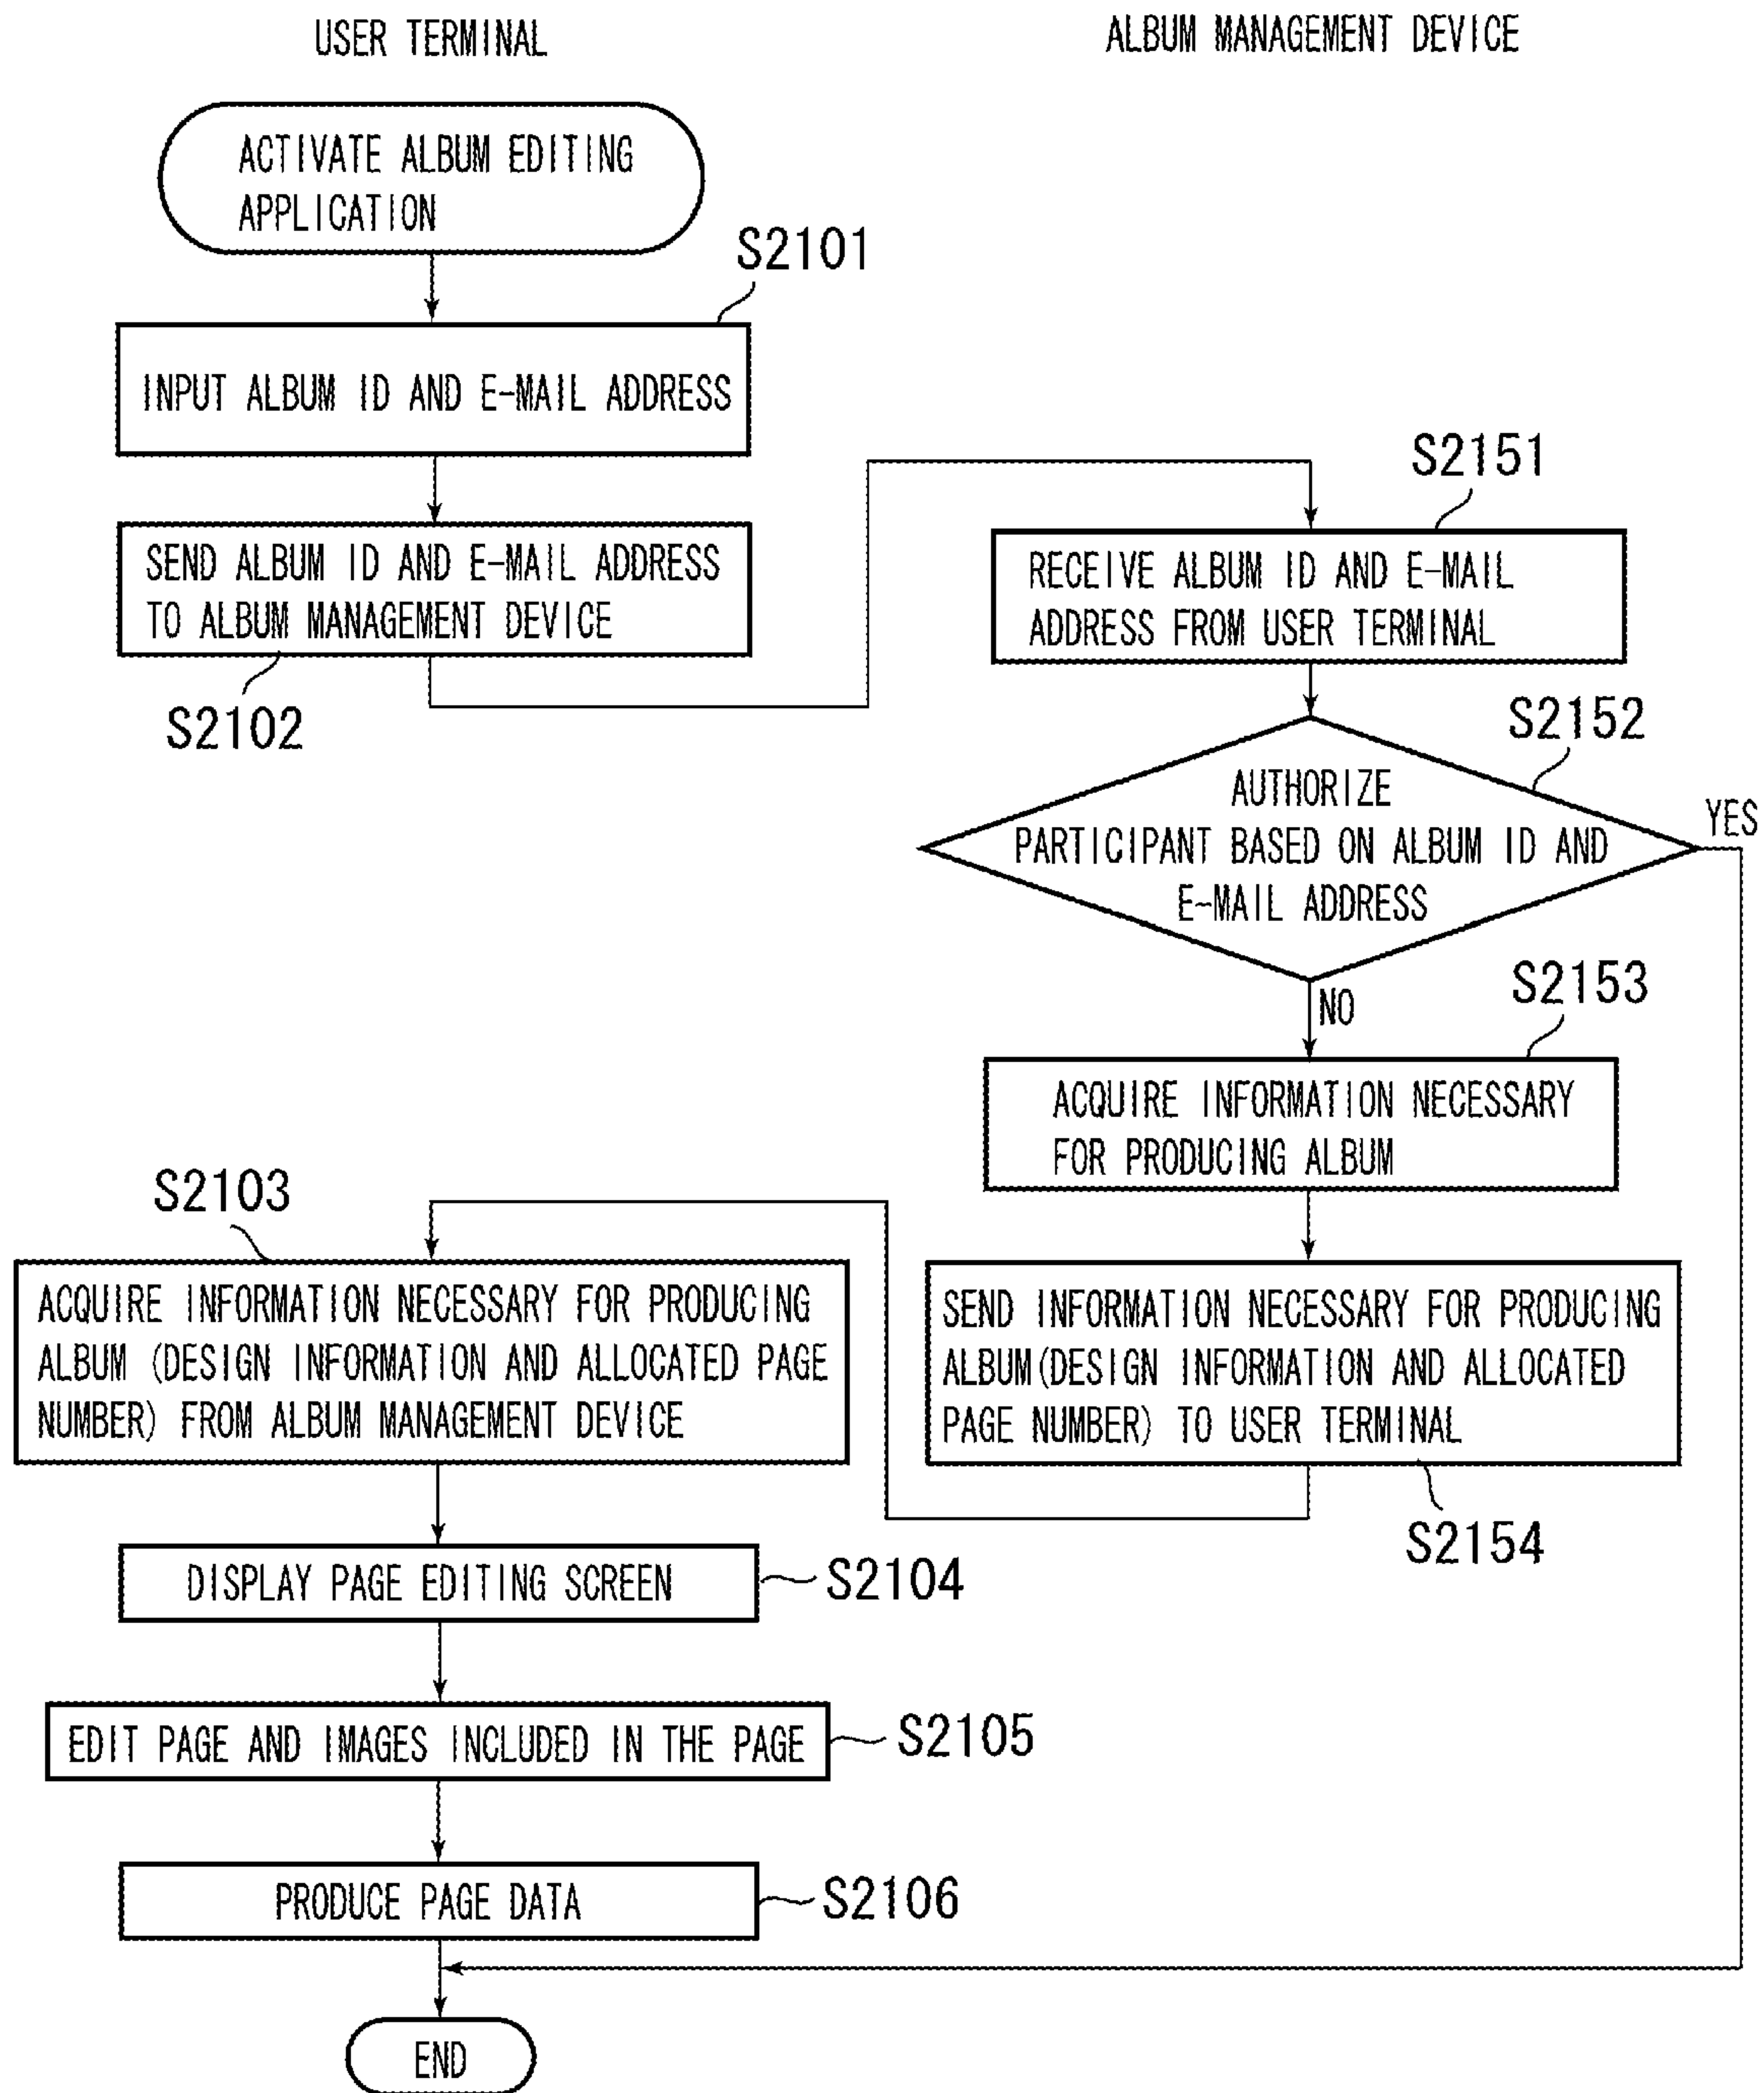 USER TERMINAL
ALBUM MANAGEMENT DEVICE
ACTIVATE ALBUM EDITING
APPLICATION
S2101
INPUT ALBUM ID AND E-MAIL ADDRESS
SEND ALBUM ID AND E-MAIL ADDRESS
TO ALBUM MANAGEMENT DEVICE
S2102
S2151
RECEIVE ALBUM ID AND E-MAIL
ADDRESS FROM USER TERMINAL
S2152
AUTHORIZE
PARTICIPANT BASED ON ALBUM ID AND
E-MAIL ADDRESS
YES
NO
S2153
ACQUIRE INFORMATION NECESSARY
FOR PRODUCING ALBUM
SEND INFORMATION NECESSARY FOR PRODUCING
ALBUM(DESIGN INFORMATION AND ALLOCATED
PAGE NUMBER) TO USER TERMINAL
S2154
S2103
ACQUIRE INFORMATION NECESSARY FOR PRODUCING
ALBUM (DESIGN INFORMATION AND ALLOCATED PAGE
NUMBER) FROM ALBUM MANAGEMENT DEVICE
DISPLAY PAGE EDITING SCREEN
S2104
EDIT PAGE AND IMAGES INCLUDED IN THE PAGE
S2105
PRODUCE PAGE DATA
S2106
END